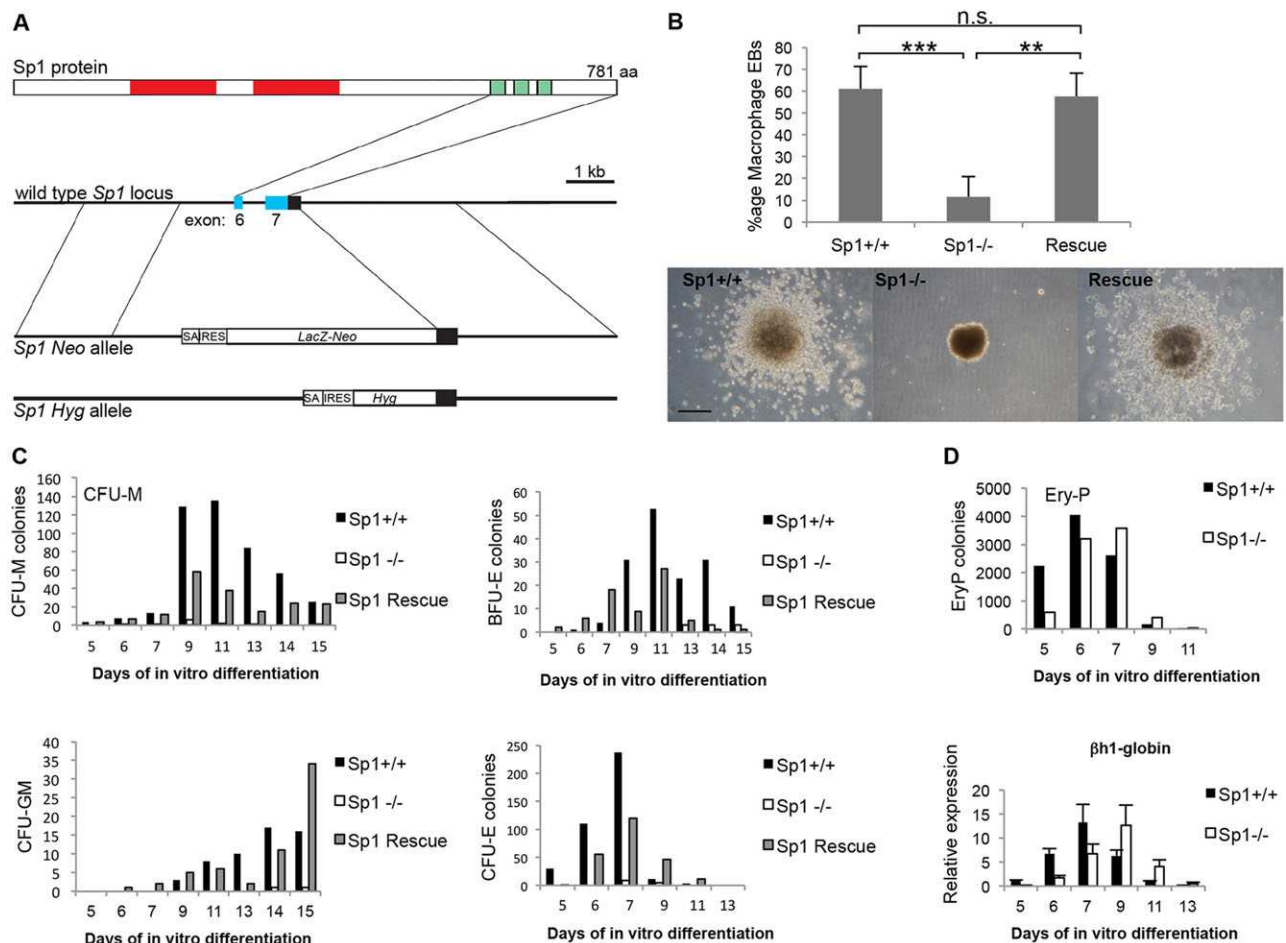 A
Sp1 protein
781 aa
wild type Sp1 locus
1 kb
exon: 6 7
SA IRES LacZ-Neo
Sp1 Neo allele
SA IRES Hyg
Sp1 Hyg allele
B
n.s.
*** **
%age Macrophage EBs
80
70
60
50
40
30
20
10
0
Sp1+/+ Sp1-/- Rescue
Sp1+/+ Sp1-/- Rescue
C
CFU-M
CFU-M colonies
160
140
120
100
80
60
40
20
0
5 6 7 9 11 13 14 15
Days of in vitro differentiation
Sp1+/+
Sp1 -/-
Sp1 Rescue
BFU-E colonies
60
50
40
30
20
10
0
5 6 7 9 11 13 14 15
Days of in vitro differentiation
Sp1+/+
Sp1 -/-
Sp1 Rescue
CFU-GM
40
35
30
25
20
15
10
5
0
5 6 7 9 11 13 14 15
Days of in vitro differentiation
Sp1+/+
Sp1 -/-
Sp1 Rescue
CFU-E colonies
250
200
150
100
50
0
5 6 7 9 11 13
Days of in vitro differentiation
Sp1+/+
Sp1 -/-
Sp1 Rescue
D
Ery-P
EryP colonies
5000
4000
3000
2000
1000
0
5 6 7 9 11
Days of in vitro differentiation
Sp1+/+
Sp1-/-
βh1-globin
Relative expression
20
15
10
5
0
5 6 7 9 11 13
Days of in vitro differentiation
Sp1+/+
Sp1-/-